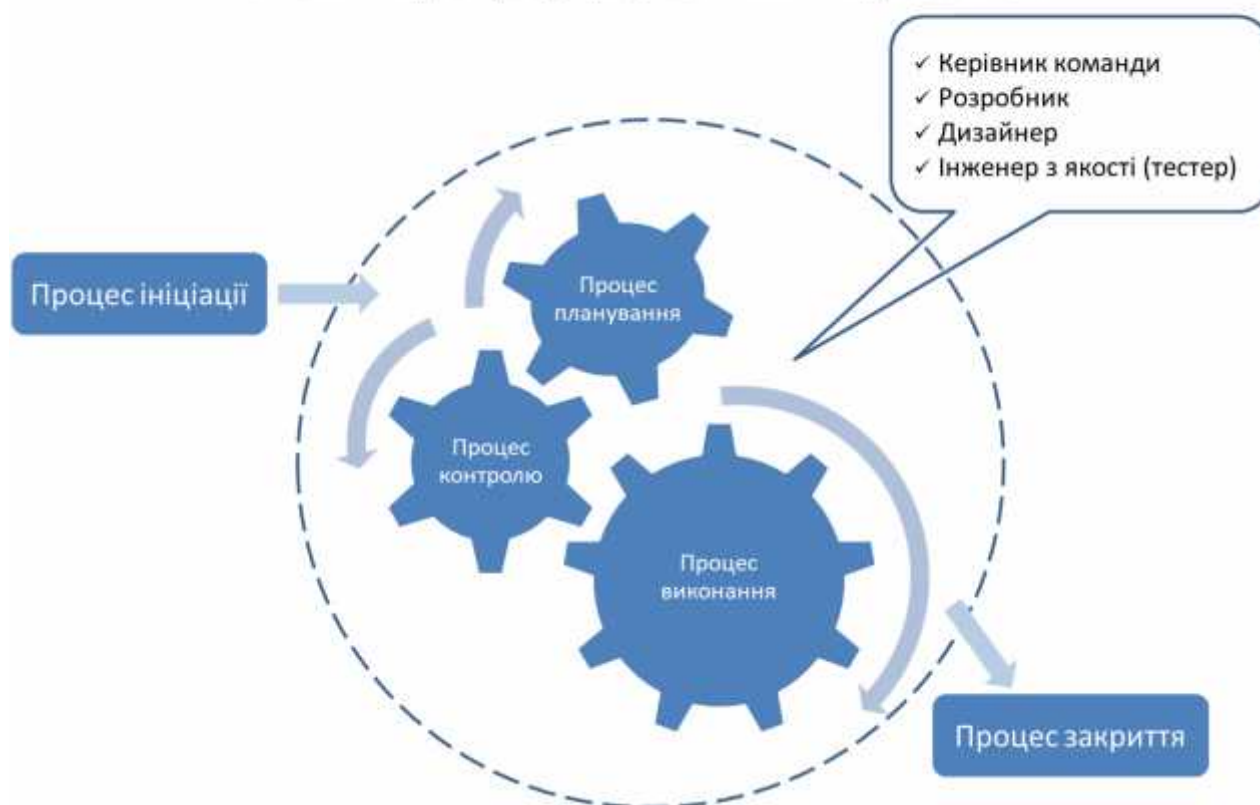 ✓ Керівник команди
✓ Розробник
✓ Дизайнер
✓ Інженер з якості (тестер)
Процес ініціації
Процес
планування
Процес
контролю
Процес
виконання
Процес закриття